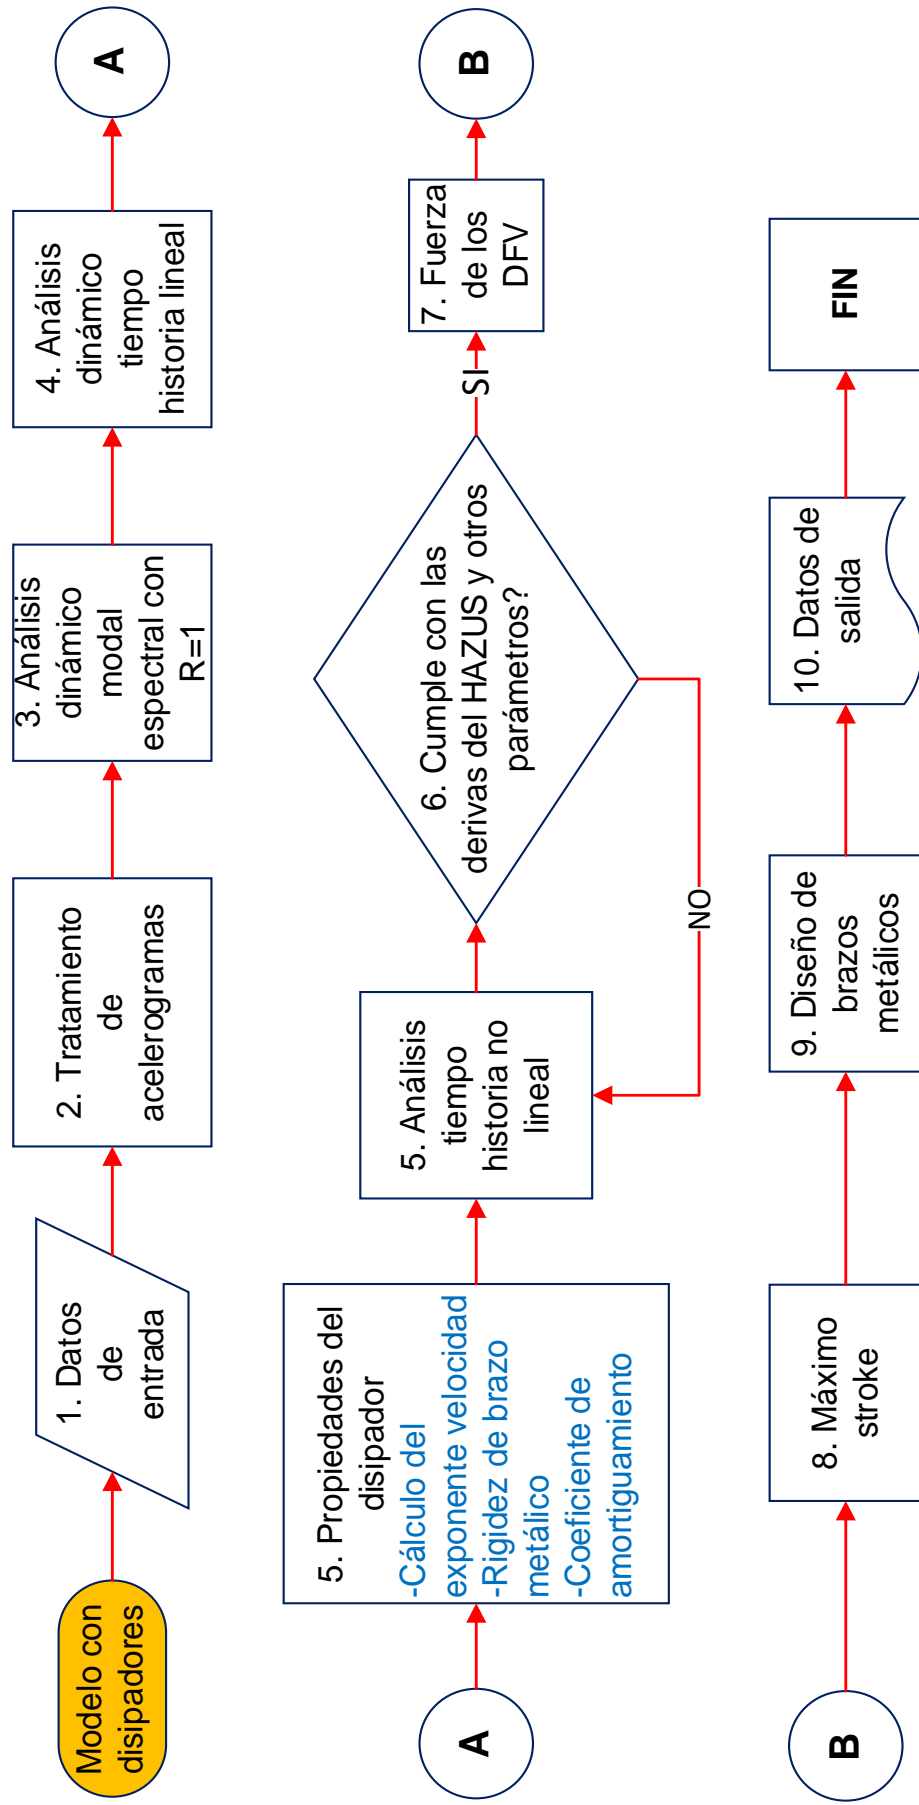 Modelo con
disipadores
1. Datos
de
entrada
2. Tratamiento
de
acelerogramas
3. Análisis
dinámico
modal
espectral con
R=1
4. Análisis
dinámico
tiempo
historia lineal
A
A
5. Propiedades del
disipador
-Cálculo del
exponente velocidad
-Rigidez de brazo
metálico
-Coeficiente de
amortiguamiento
5. Análisis
tiempo
historia no
lineal
6. Cumple con las
derivas del HAZUS y otros
parámetros?
NO
SI
7. Fuerza
de los
DFV
B
B
8. Máximo
stroke
9. Diseño de
brazos
metálicos
10. Datos de
salida
FIN